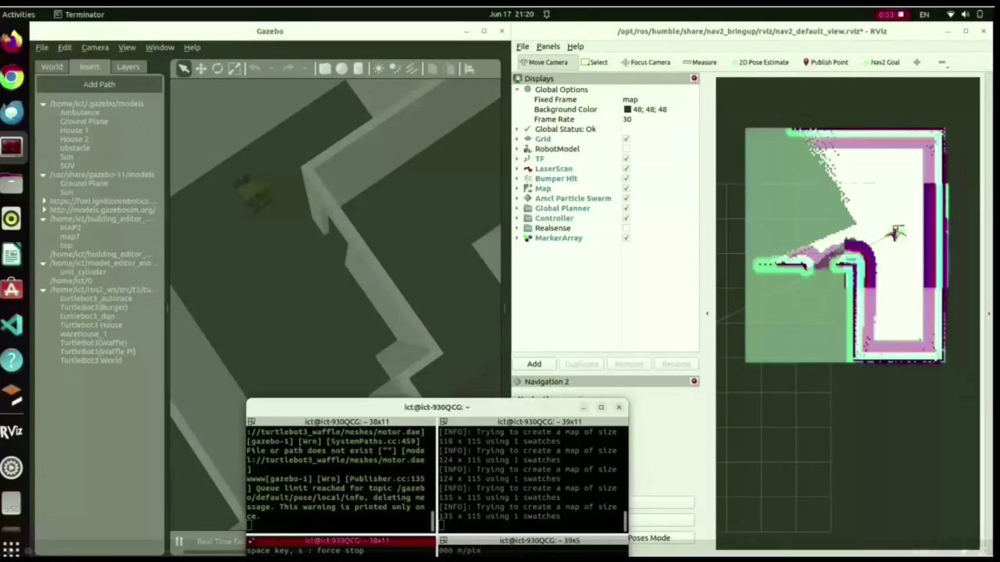 Activities
Terminator
Jun 17 21:20
0:53
EN
Gazebo
File Edit Camera View Window Help
World Insert Layers
Add Path
/home/ict/.gazebo/models
Ambulance
Ground Plane
House 1
House 2
obstacle
Sun
SUV
/usr/share/gazebo-11/models
Ground Plane
Sun
https://fuel.ignitionrobotics....
http://models.gazebosim.org/
/home/ict/building_editor_...
MAP2
map7
top
/home/ict/building_editor_...
/home/ict/model_editor_mo...
unit_cylinder
/home/ict/0
/home/ict/ros2_ws/src/t3/tu...
turtlebot3_autorace
TurtleBot3(Burger)
turtlebot3_dqn
Turtlebot3 House
warehouse_1
TurtleBot3(Waffle)
TurtleBot3(Waffle Pi)
TurtleBot3 World
Real Time Fac
/opt/ros/humble/share/nav2_bringup/rviz/nav2_default_view.rviz* - RViz
File Panels Help
Move Camera Select Focus Camera Measure 2D Pose Estimate Publish Point Nav2 Goal
Displays
Global Options
Fixed Frame map
Background Color 48; 48; 48
Frame Rate 30
Global Status: Ok
Grid
RobotModel
TF
LaserScan
Bumper Hit
Map
Amcl Particle Swarm
Global Planner
Controller
Realsense
MarkerArray
Add Duplicate Remove Rename
Navigation 2
Poses Mode
ict@ict-930QCG: ~
ict@ict-930QCG: ~ 38x11
://turtlebot3_waffle/meshes/motor.dae]
[gazebo-1] [Wrn] [SystemPaths.cc:459]
File or path does not exist [""] [mode
l://turtlebot3_waffle/meshes/motor.dae
]
wwww[gazebo-1] [Wrn] [Publisher.cc:135
] Queue limit reached for topic /gazeb
o/default/pose/local/info, deleting me
ssage. This warning is printed only on
ce.
ict@ict-930QCG: ~ 39x11
[INFO]: Trying to create a map of size
118 x 115 using 1 swatches
[INFO]: Trying to create a map of size
124 x 115 using 1 swatches
[INFO]: Trying to create a map of size
124 x 115 using 1 swatches
[INFO]: Trying to create a map of size
135 x 115 using 1 swatches
[INFO]: Trying to create a map of size
135 x 115 using 1 swatches
ict@ict-930QCG: ~ 38x11
space key, s : force stop
ict@ict-930QCG: ~ 39x5
000 m/pix
RViz
SSD